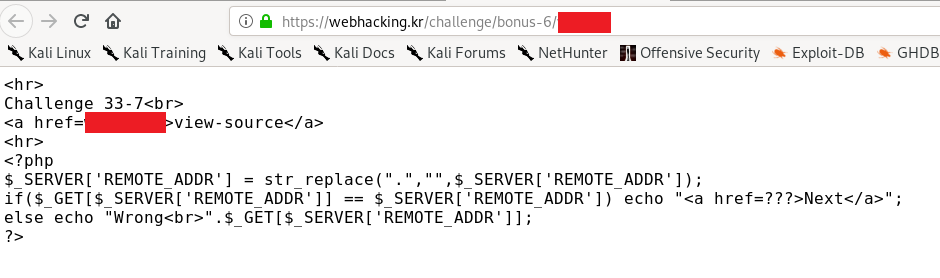 https://webhacking.kr/challenge/bonus-6/
Kali Linux Kali Training Kali Tools Kali Docs Kali Forums NetHunter Offensive Security Exploit-DB GHDB
<hr>
Challenge 33-7<br>
<a href= >view-source</a>
<hr>
<?php
$_SERVER['REMOTE_ADDR'] = str_replace(".","",$_SERVER['REMOTE_ADDR']);
if($_GET[$_SERVER['REMOTE_ADDR']] == $_SERVER['REMOTE_ADDR']) echo "<a href=???>Next</a>";
else echo "Wrong<br>".$_GET[$_SERVER['REMOTE_ADDR']];
?>